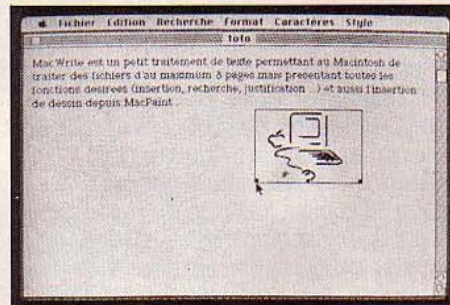 Fichier Edition Recherche Format Caractères Style
toto
MacWrite est un petit traitement de texte permettant au Macintosh de
traiter des fichiers d'au maximum 8 pages mais presentant toutes les
fonctions desirees (insertion, recherche, justification ...) et aussi l'insertion
de dessin depuis MacPaint